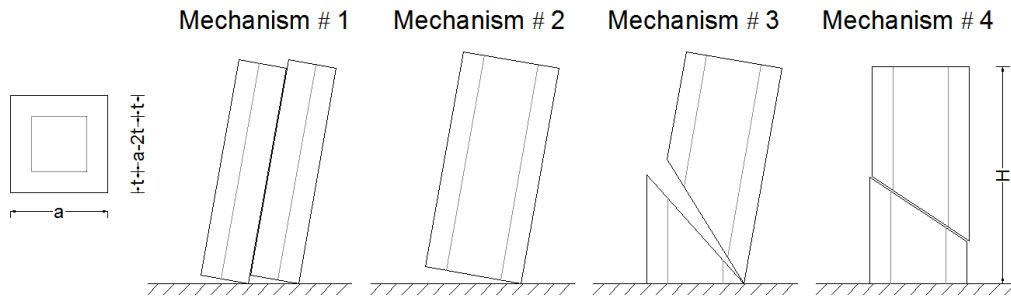 Mechanism # 1
Mechanism # 2
Mechanism # 3
Mechanism # 4
t
a-2t
t
a
H